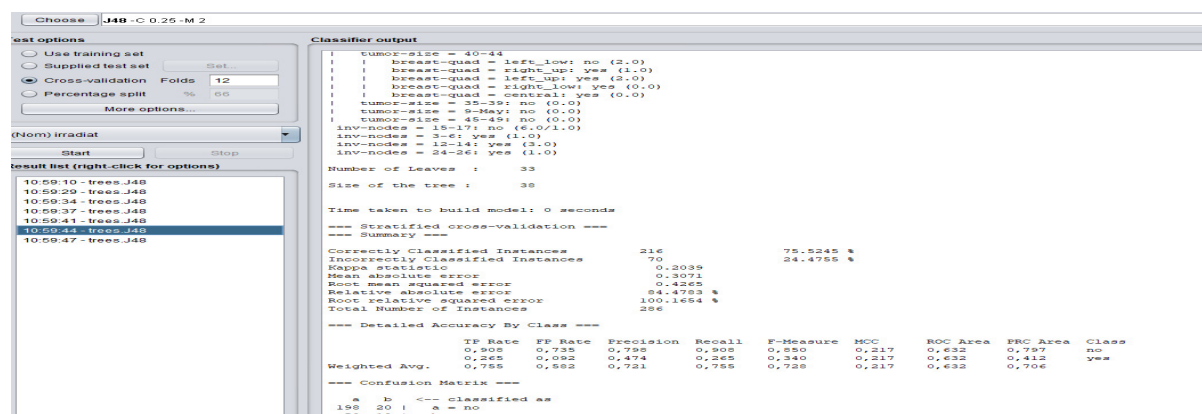 Choose J48 -C 0.25 -M 2
est options
Use training set
Supplied test set Set...
Cross-validation Folds 12
Percentage split % 66
More options...
(Nom) irradiat
Start Stop
Result list (right-click for options)
10:59:10 - trees.J48
10:59:29 - trees.J48
10:59:34 - trees.J48
10:59:37 - trees.J48
10:59:41 - trees.J48
10:59:44 - trees.J48
10:59:47 - trees.J48
Classifier output
| tumor-size = 40-44
| | breast-quad = left_low: no (2.0)
| | breast-quad = right_up: yes (1.0)
| | breast-quad = left_up: yes (2.0)
| | breast-quad = right_low: yes (0.0)
| | breast-quad = central: yes (0.0)
| tumor-size = 35-39: no (0.0)
| tumor-size = 9-May: no (0.0)
| tumor-size = 45-49: no (0.0)
inv-nodes = 15-17: no (6.0/1.0)
inv-nodes = 3-6: yes (1.0)
inv-nodes = 12-14: yes (3.0)
inv-nodes = 24-26: yes (1.0)
Number of Leaves : 33
Size of the tree : 38
Time taken to build model: 0 seconds
=== Stratified cross-validation ===
=== Summary ===
Correctly Classified Instances 216 75.5245 %
Incorrectly Classified Instances 70 24.4755 %
Kappa statistic 0.2039
Mean absolute error 0.3071
Root mean squared error 0.4265
Relative absolute error 84.4783 %
Root relative squared error 100.1654 %
Total Number of Instances 286
=== Detailed Accuracy By Class ===
TP Rate FP Rate Precision Recall F-Measure MCC ROC Area PRC Area Class
0,908 0,735 0,798 0,908 0,850 0,217 0,632 0,797 no
0,265 0,092 0,474 0,265 0,340 0,217 0,632 0,412 yes
Weighted Avg. 0,755 0,582 0,721 0,755 0,728 0,217 0,632 0,706
=== Confusion Matrix ===
a b <-- classified as
198 20 | a = no